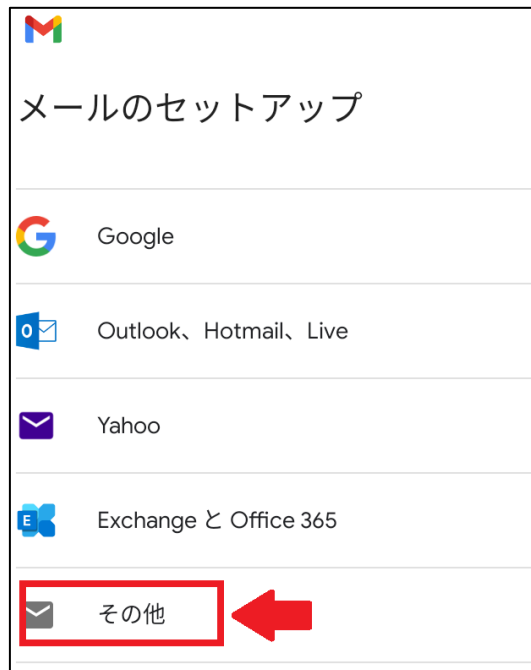 メールのセットアップ
Google
Outlook、Hotmail、Live
Yahoo
Exchange と Office 365
その他